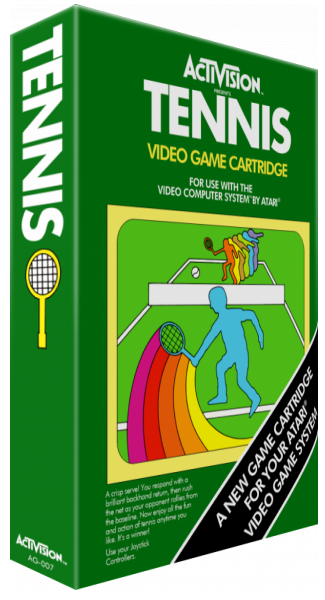 TENNIS
ACTIVISION™
AG-007
ACTIVISION™
PRESENTS
TENNIS
VIDEO GAME CARTRIDGE
FOR USE WITH THE
VIDEO COMPUTER SYSTEM™ BY ATARI®
A crisp serve! You respond with a
brilliant backhand return, then rush
the net as your opponent rallies from
the baseline. Now enjoy all the fun
and action of tennis anytime you
like. It's a winner!
Use your Joystick
Controllers.
A NEW GAME CARTRIDGE
FOR YOUR ATARI®
VIDEO GAME SYSTEM